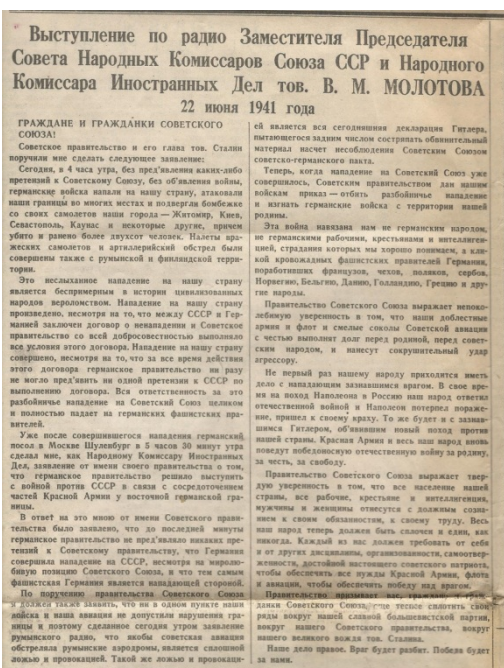 Выступление по радио Заместителя Председателя
Совета Народных Комиссаров Союза ССР и Народного
Комиссара Иностранных Дел тов. В. М. МОЛОТОВА
22 июня 1941 года
ГРАЖДАНЕ И ГРАЖДАНКИ СОВЕТСКОГО
СОЮЗА!
Советское правительство и его глава тов. Сталин
поручили мне сделать следующее заявление:
Сегодня, в 4 часа утра, без пред'явления каких-либо
претензий к Советскому Союзу, без об'явления войны,
германские войска напали на нашу страну, атаковали
наши границы во многих местах и подвергли бомбежке
со своих самолетов наши города — Житомир, Киев,
Севастополь, Каунас и некоторые другие, причем
убито и ранено более двухсот человек. Налеты вра-
жеских самолетов и артиллерийский обстрел были
совершены также с румынской и финляндской терри-
тории.
Это неслыханное нападение на нашу страну
является беспримерным в истории цивилизованных
народов вероломством. Нападение на нашу страну
произведено, несмотря на то, что между СССР и Гер-
манией заключен договор о ненападении и Советское
правительство со всей добросовестностью выполняло
все условия этого договора. Нападение на нашу страну
совершено, несмотря на то, что за все время действия
этого договора германское правительство ни разу
не могло пред'явить ни одной претензии к СССР по
выполнению договора. Вся ответственность за это
разбойничье нападение на Советский Союз целиком
и полностью падает на германских фашистских пра-
вителей.
Уже после совершившегося нападения германский
посол в Москве Шуленбург в 5 часов 30 минут утра
сделал мне, как Народному Комиссару Иностранных
Дел, заявление от имени своего правительства о том,
что германское правительство решило выступить
с войной против СССР в связи с сосредоточением
частей Красной Армии у восточной германской гра-
ницы.
В ответ на это мною от имени Советского прави-
тельства было заявлено, что до последней минуты
германское правительство не пред'являло никаких пре-
тензий к Советскому правительству, что Германия
совершила нападение на СССР, несмотря на миролю-
бивую позицию Советского Союза, и что тем самым
фашистская Германия является нападающей стороной.
По поручению правительства Советского Союза
я должен также заявить, что ни в одном пункте наши
войска и наша авиация не допустили нарушения гра-
ницы и поэтому сделанное сегодня утром заявление
румынского радио, что якобы советская авиация
обстреляла румынские аэродромы, является сплошной
ложью и провокацией. Такой же ложью и провокаци-
ей является вся сегодняшняя декларация Гитлера,
пытающегося задним числом состряпать обвинительный
материал насчет несоблюдения Советским Союзом
советско-германского пакта.
Теперь, когда нападение на Советский Союз уже
совершилось, Советским правительством дан нашим
войскам приказ — отбить разбойничье нападение
и изгнать германские войска с территории нашей
родины.
Эта война навязана нам не германским народом,
не германскими рабочими, крестьянами и интеллигенци-
ей, страдания которых мы хорошо понимаем, а кли-
кой кровожадных фашистских правителей Германии,
поработивших французов, чехов, поляков, сербов,
Норвегию, Бельгию, Данию, Голландию, Грецию и дру-
гие народы.
Правительство Советского Союза выражает непоко-
лебимую уверенность в том, что наши доблестные
армия и флот и смелые соколы Советской авиации
с честью выполнят долг перед родиной, перед совет-
ским народом, и нанесут сокрушительный удар
агрессору.
Не первый раз нашему народу приходится иметь
дело с нападающим зазнавшимся врагом. В свое вре-
мя на поход Наполеона в Россию наш народ ответил
отечественной войной и Наполеон потерпел пораже-
ние, пришел к своему краху. То же будет и с зазнав-
шимся Гитлером, об'явившим новый поход против
нашей страны. Красная Армия и весь наш народ вновь
поведут победоносную отечественную войну за родину,
за честь, за свободу.
Правительство Советского Союза выражает твер-
дую уверенность в том, что все население нашей
страны, все рабочие, крестьяне и интеллигенция,
мужчины и женщины отнесутся с должным созна-
нием к своим обязанностям, к своему труду. Весь
наш народ теперь должен быть сплочен и един, как
никогда. Каждый из нас должен требовать от себя
и от других дисциплины, организованности, самоотвер-
женности, достойной настоящего советского патриота,
чтобы обеспечить все нужды Красной Армии, флота
и авиации, чтобы обеспечить победу над врагом.
Правительство призывает вас, граждане и граж-
данки Советского Союза, еще теснее сплотить свои
ряды вокруг нашей славной большевистской партии,
вокруг нашего Советского правительства, вокруг
нашего великого вождя тов. Сталина.
Наше дело правое. Враг будет разбит. Победа будет
за нами.